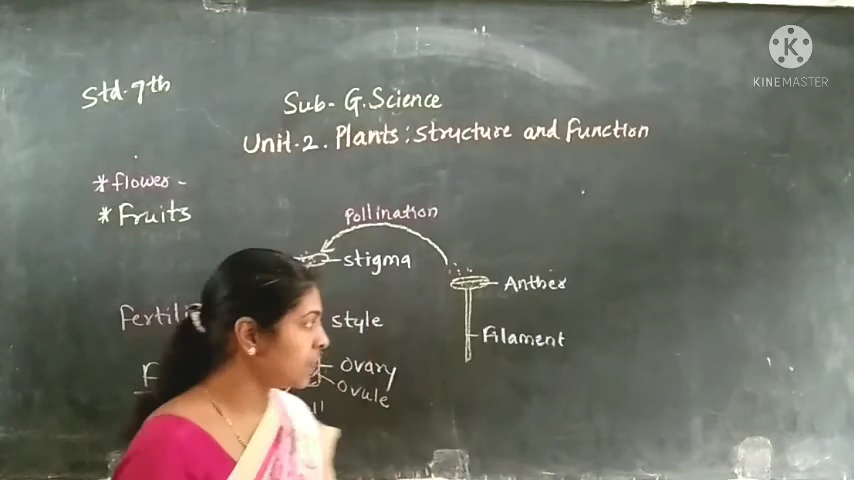 KINEMASTER
Std. 7th
Sub- G. Science
Unit. 2. Plants: Structure and Function
* flower -
* Fruits
Pollination
Stigma
Anther
style
Filament
Ovary
Ovule